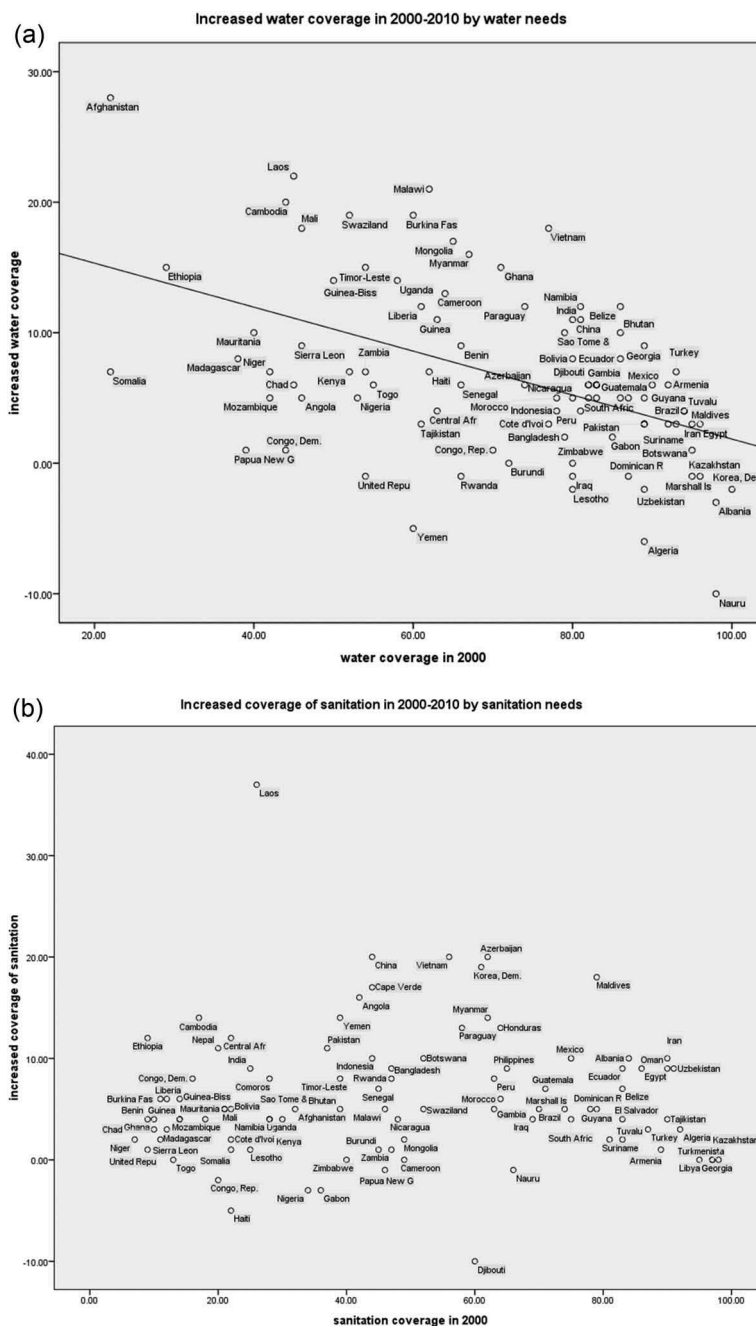 Increased water coverage in 2000-2010 by water needs
(a)
30.00
Afghanistan
Laos
Malawi
20.00
Cambodia
Mali
Swaziland
Burkina Fas
Vietnam
Mongolia
Myanmar
Ethiopia
Timor-Leste
Ghana
Uganda
Guinea-Biss
Cameroon
Namibia
Liberia
Paraguay
India
Belize
Guinea
China
Bhutan
10.00
Mauritania
Sao Tome &
Sierra Leon
Zambia
Benin
Bolivia
Ecuador
Georgia
Turkey
Madagascar
Niger
Djibouti
Gambia
Mexico
Somalia
Chad
Kenya
Haiti
Azerbaijan
Nicaragua
Guatemala
Armenia
Togo
Senegal
Guyana
Tuvalu
Mozambique
Angola
Nigeria
Morocco
Indonesia
South Afric
Brazil
Maldives
Central Afr
Cote d'Ivoi
Peru
Pakistan
Tajikistan
Bangladesh
Suriname
Iran
Egypt
Congo, Dem.
Congo, Rep.
Zimbabwe
Gabon
Botswana
Papua New G
0.00
Burundi
Dominican R
Kazakhstan
United Repu
Rwanda
Iraq
Marshall Is
Korea, De
Lesotho
Uzbekistan
Albania
Yemen
Algeria
-10.00
Nauru
20.00 40.00 60.00 80.00 100.00
water coverage in 2000
increased water coverage
(b)
Increased coverage of sanitation in 2000-2010 by sanitation needs
40.00
Laos
30.00
20.00
Azerbaijan
China
Vietnam
Korea, Dem.
Cape Verde
Maldives
Angola
Cambodia
Yemen
Myanmar
Ethiopia
Nepal
Central Afr
Pakistan
Paraguay
Honduras
Iran
10.00
India
Indonesia
Botswana
Philippines
Mexico
Albania
Oman
Uzbekistan
Congo, Dem.
Comoros
Timor-Leste
Rwanda
Bangladesh
Peru
Guatemala
Ecuador
Egypt
Liberia
Burkina Fas
Guinea-Biss
Sao Tome &
Bhutan
Senegal
Morocco
Marshall Is
Dominican R
Belize
Benin
Guinea
Mauritania
Bolivia
Afghanistan
Malawi
Swaziland
Gambia
El Salvador
Chad
Ghana
Mozambique
Mali
Namibia
Uganda
Nicaragua
Iraq
Brazil
Guyana
Tuvalu
Tajikistan
Niger
Madagascar
Cote d'Ivoi
Kenya
Burundi
Mongolia
South Afric
Turkey
Algeria
Kazakhstan
Sierra Leon
Somalia
Lesotho
Zambia
Suriname
Turkmenista
0.00
United Repu
Togo
Zimbabwe
Cameroon
Armenia
Libya
Georgia
Congo, Rep.
Papua New G
Nauru
Nigeria
Gabon
Haiti
-10.00
Djibouti
0.00 20.00 40.00 60.00 80.00 100.00
sanitation coverage in 2000
increased coverage of sanitation